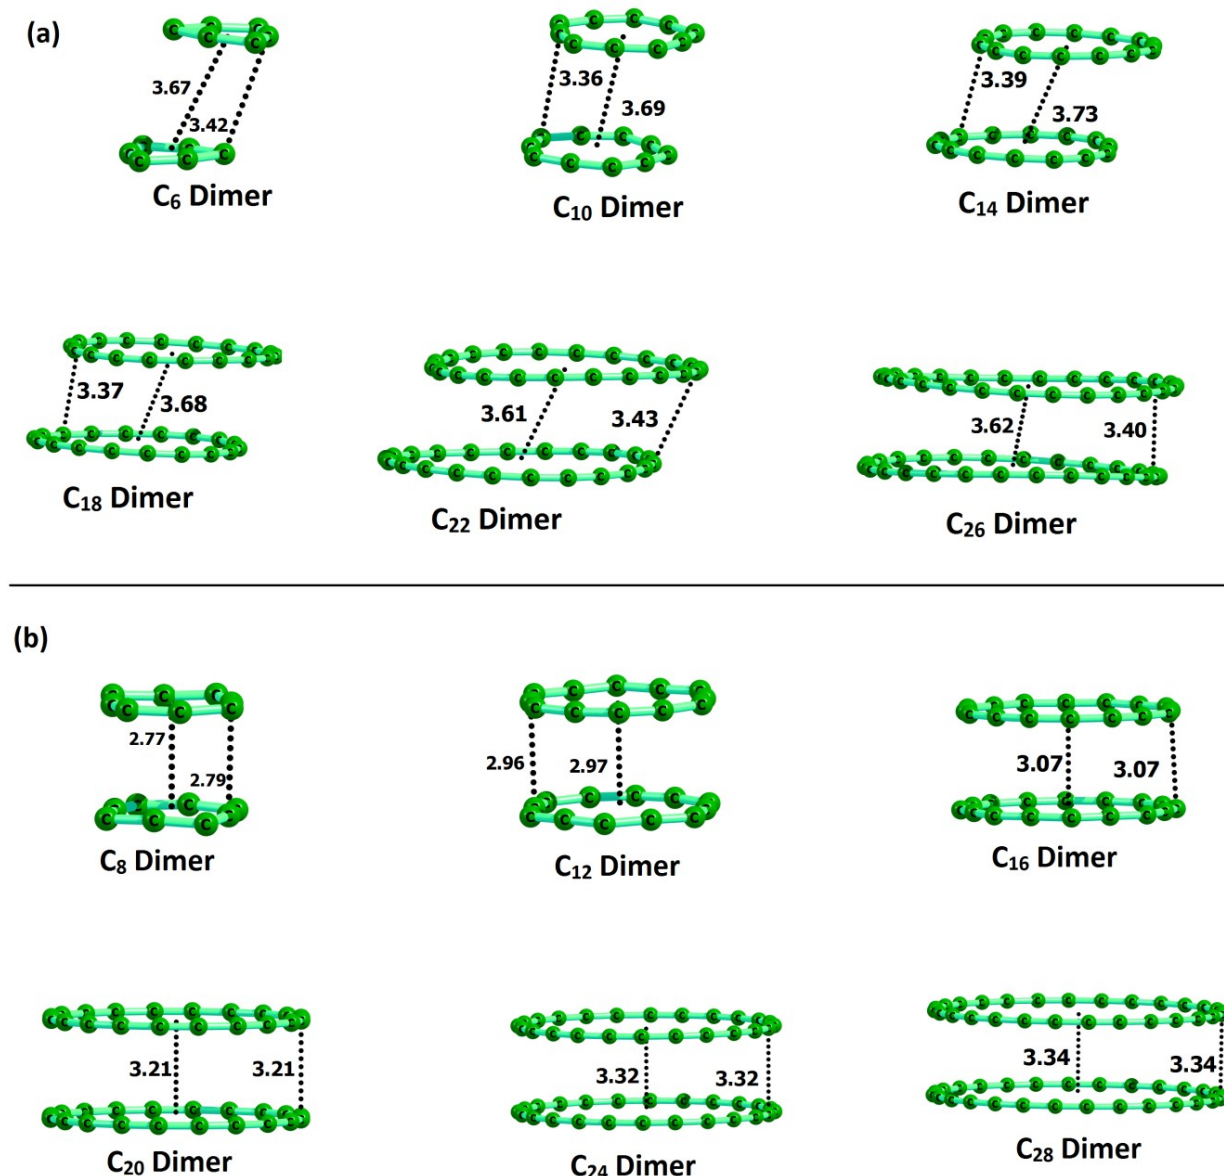 (a)
3.67
3.42
C₆ Dimer
3.36
3.69
C₁₀ Dimer
3.39
3.73
C₁₄ Dimer
3.37
3.68
C₁₈ Dimer
3.61
3.43
C₂₂ Dimer
3.62
3.40
C₂₆ Dimer
(b)
2.77
2.79
C₈ Dimer
2.96
2.97
C₁₂ Dimer
3.07
3.07
C₁₆ Dimer
3.21
3.21
C₂₀ Dimer
3.32
3.32
C₂₄ Dimer
3.34
3.34
C₂₈ Dimer